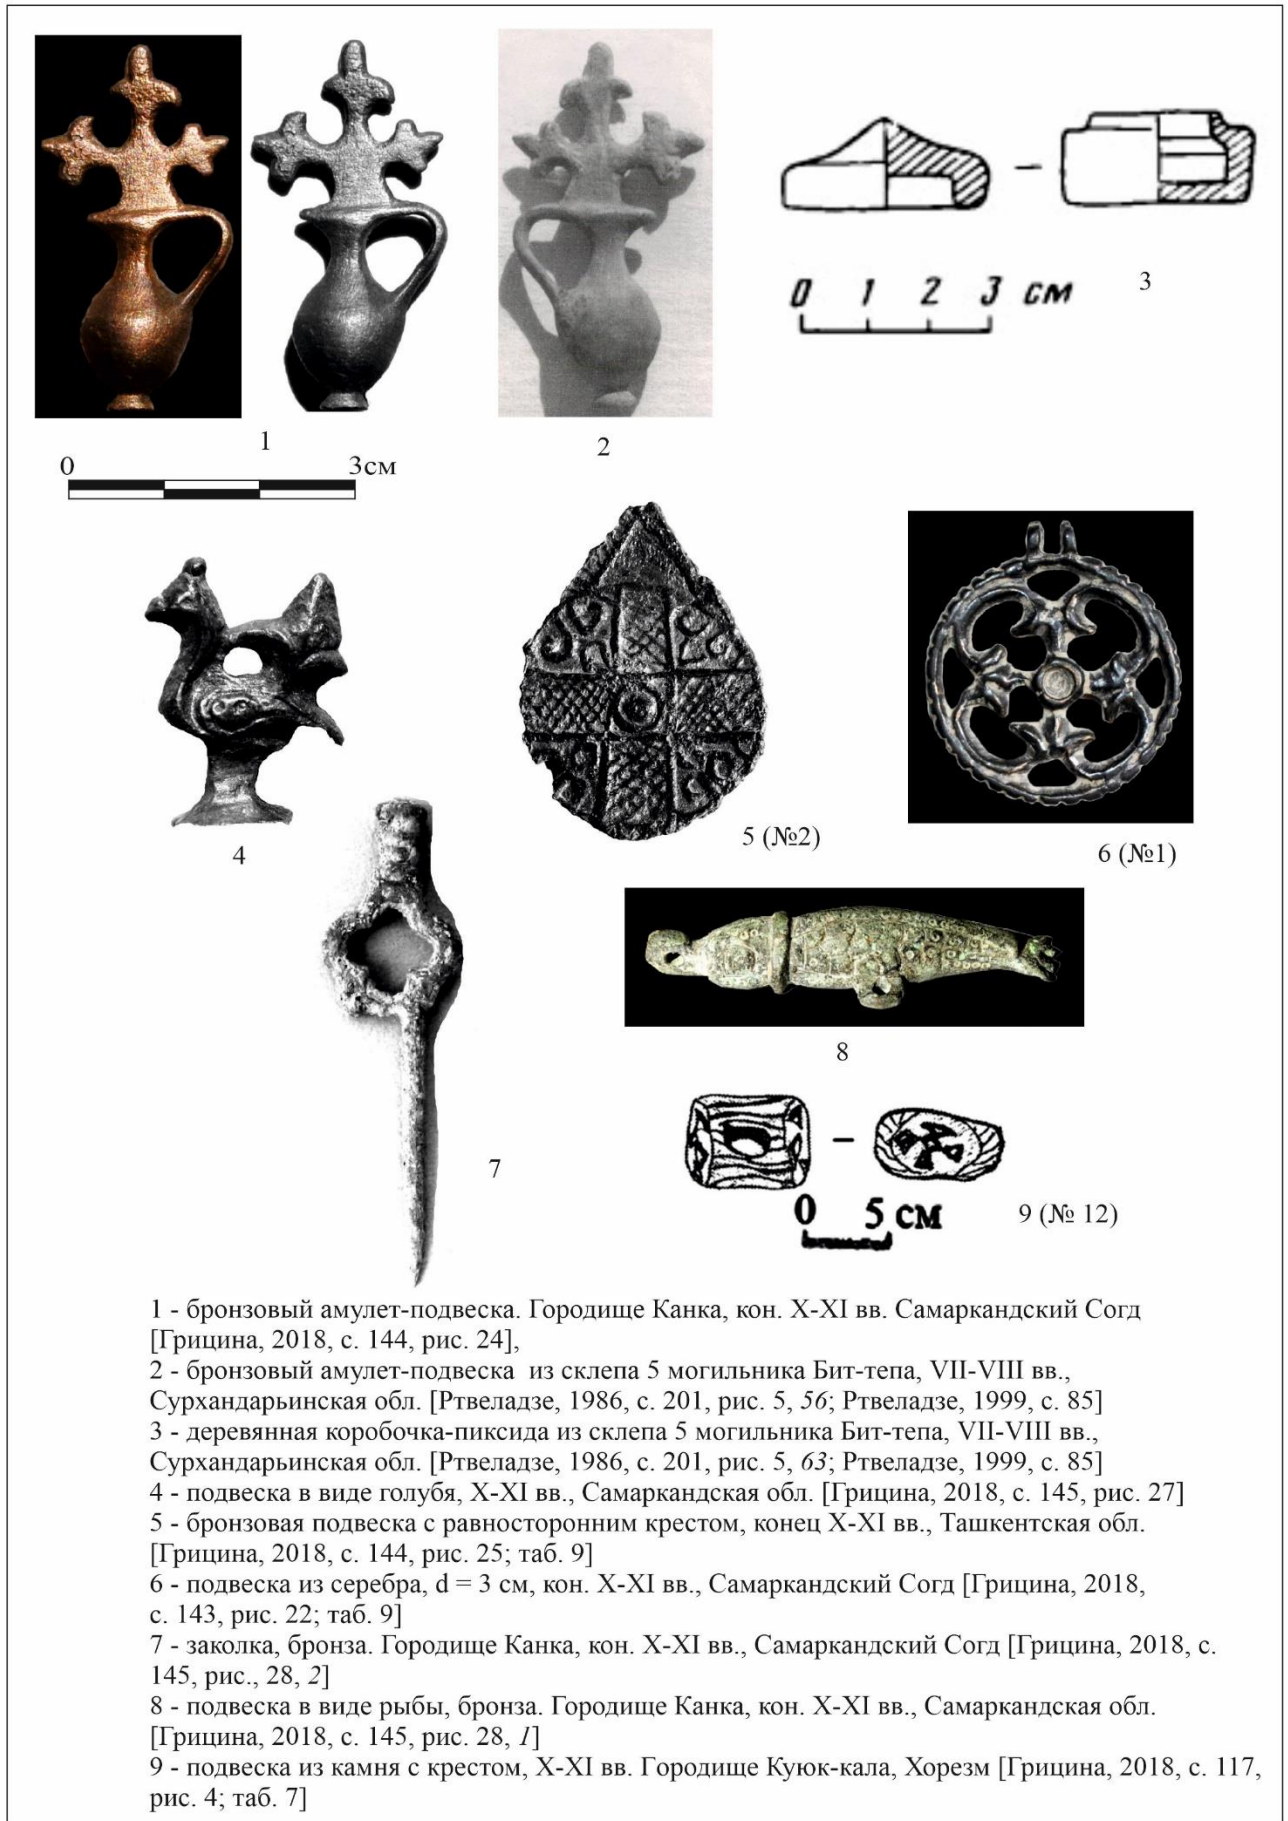 1
2
3
0 1 2 3 см
0 3см
4
5 (№2)
6 (№1)
7
8
0 5 см
9 (№ 12)
1 - бронзовый амулет-подвеска. Городище Канка, кон. X-XI вв. Самаркандский Согд
[Грицина, 2018, с. 144, рис. 24],
2 - бронзовый амулет-подвеска из склепа 5 могильника Бит-тепа, VII-VIII вв.,
Сурхандарьинская обл. [Ртвеладзе, 1986, с. 201, рис. 5, 56; Ртвеладзе, 1999, с. 85]
3 - деревянная коробочка-пиксида из склепа 5 могильника Бит-тепа, VII-VIII вв.,
Сурхандарьинская обл. [Ртвеладзе, 1986, с. 201, рис. 5, 63; Ртвеладзе, 1999, с. 85]
4 - подвеска в виде голубя, X-XI вв., Самаркандская обл. [Грицина, 2018, с. 145, рис. 27]
5 - бронзовая подвеска с равносторонним крестом, конец X-XI вв., Ташкентская обл.
[Грицина, 2018, с. 144, рис. 25; таб. 9]
6 - подвеска из серебра, d = 3 см, кон. X-XI вв., Самаркандский Согд [Грицина, 2018,
с. 143, рис. 22; таб. 9]
7 - заколка, бронза. Городище Канка, кон. X-XI вв., Самаркандский Согд [Грицина, 2018, с.
145, рис., 28, 2]
8 - подвеска в виде рыбы, бронза. Городище Канка, кон. X-XI вв., Самаркандская обл.
[Грицина, 2018, с. 145, рис. 28, 1]
9 - подвеска из камня с крестом, X-XI вв. Городище Куюк-кала, Хорезм [Грицина, 2018, с. 117,
рис. 4; таб. 7]